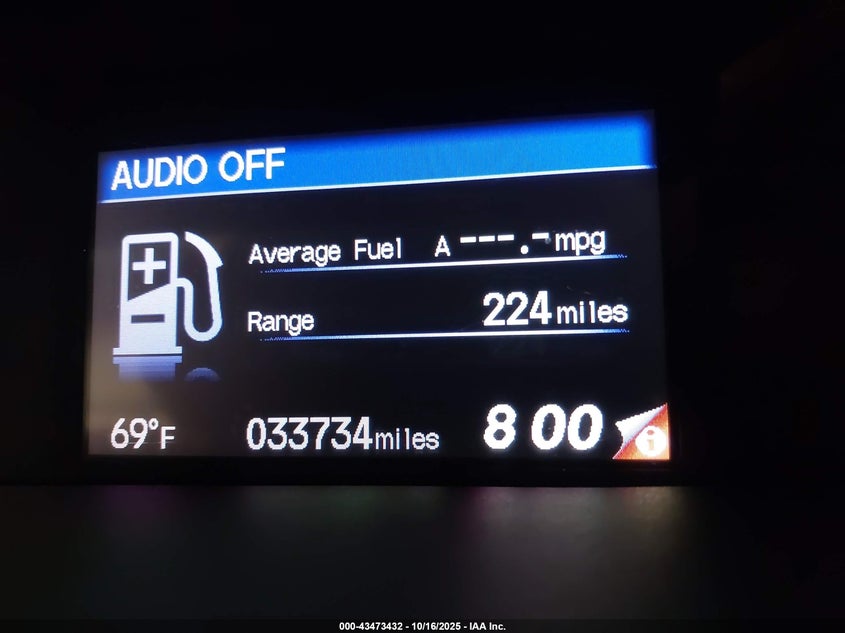 AUDIO OFF
Average Fuel A ---.- mpg
Range 224 miles
69°F 033734 miles 8 00 i
000-43473432 - 10/16/2025 - IAA Inc.